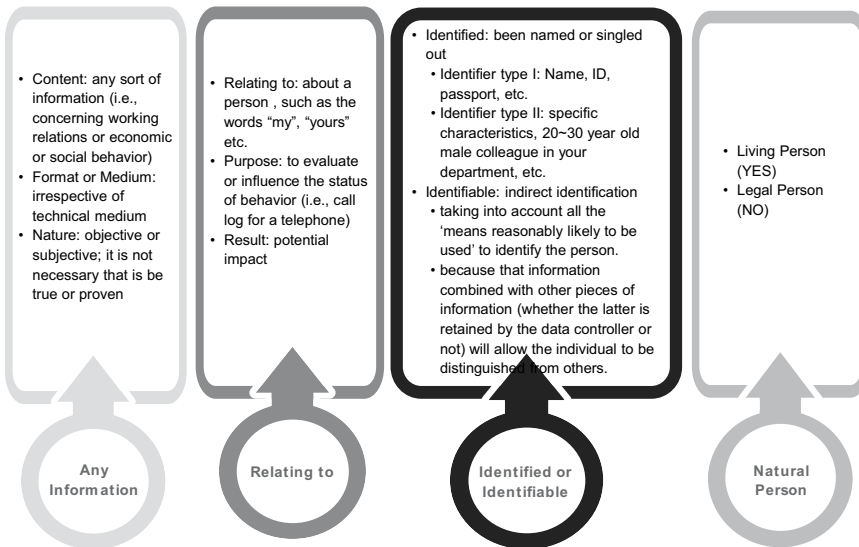 • Content: any sort of
information (i.e.,
concerning working
relations or economic
or social behavior)
• Format or Medium:
irrespective of
technical medium
• Nature: objective or
subjective; it is not
necessary that is be
true or proven
Any
Information
• Relating to: about a
person , such as the
words “my”, “yours”
etc.
• Purpose: to evaluate
or influence the status
of behavior (i.e., call
log for a telephone)
• Result: potential
impact
Relating to
• Identified: been named or singled
out
• Identifier type I: Name, ID,
passport, etc.
• Identifier type II: specific
characteristics, 20~30 year old
male colleague in your
department, etc.
• Identifiable: indirect identification
• taking into account all the
‘means reasonably likely to be
used’ to identify the person.
• because that information
combined with other pieces of
information (whether the latter is
retained by the data controller or
not) will allow the individual to be
distinguished from others.
Identified or
Identifiable
• Living Person
(YES)
• Legal Person
(NO)
Natural
Person